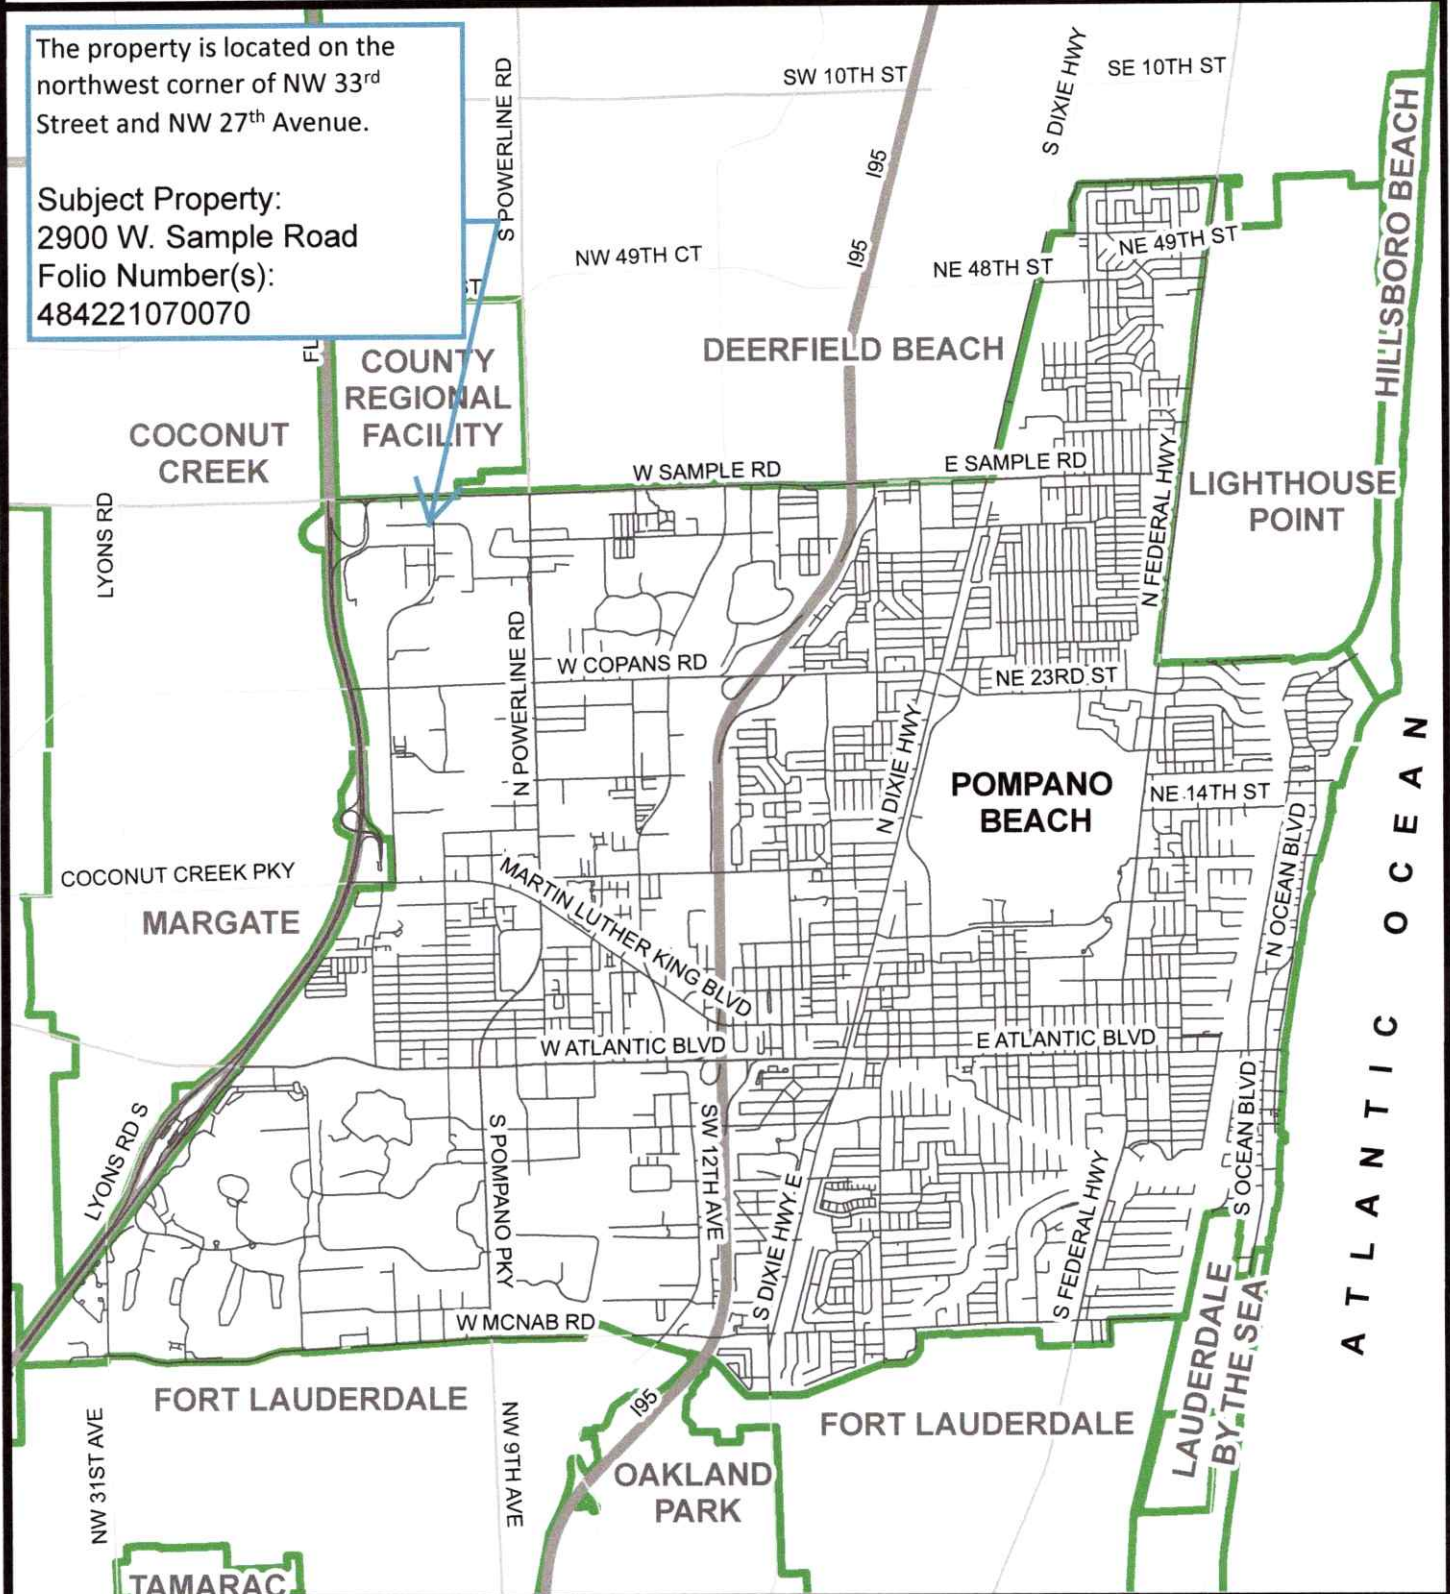 The property is located on the
northwest corner of NW 33rd
Street and NW 27th Avenue.
Subject Property:
2900 W. Sample Road
Folio Number(s):
484221070070
S POWERLINE RD
SW 10TH ST
S DIXIE HWY
SE 10TH ST
HILLSBORO BEACH
I95
I95
NW 49TH CT
NE 48TH ST
NE 49TH ST
ST
FL
COUNTY
REGIONAL
FACILITY
DEERFIELD BEACH
COCONUT
CREEK
W SAMPLE RD
E SAMPLE RD
N FEDERAL HWY
LIGHTHOUSE
POINT
LYONS RD
N POWERLINE RD
W COPANS RD
NE 23RD ST
N DIXIE HWY
POMPANO
BEACH
NE 14TH ST
N OCEAN BLVD
ATLANTIC OCEAN
COCONUT CREEK PKY
MARGATE
MARTIN LUTHER KING BLVD
W ATLANTIC BLVD
E ATLANTIC BLVD
LYONS RD S
S POMPANO PKY
SW 12TH AVE
S DIXIE HWY E
S FEDERAL HWY
S OCEAN BLVD
W MCNAB RD
LAUDERDALE
BY THE SEA
FORT LAUDERDALE
FORT LAUDERDALE
I95
NW 31ST AVE
NW 9TH AVE
OAKLAND
PARK
TAMARAC